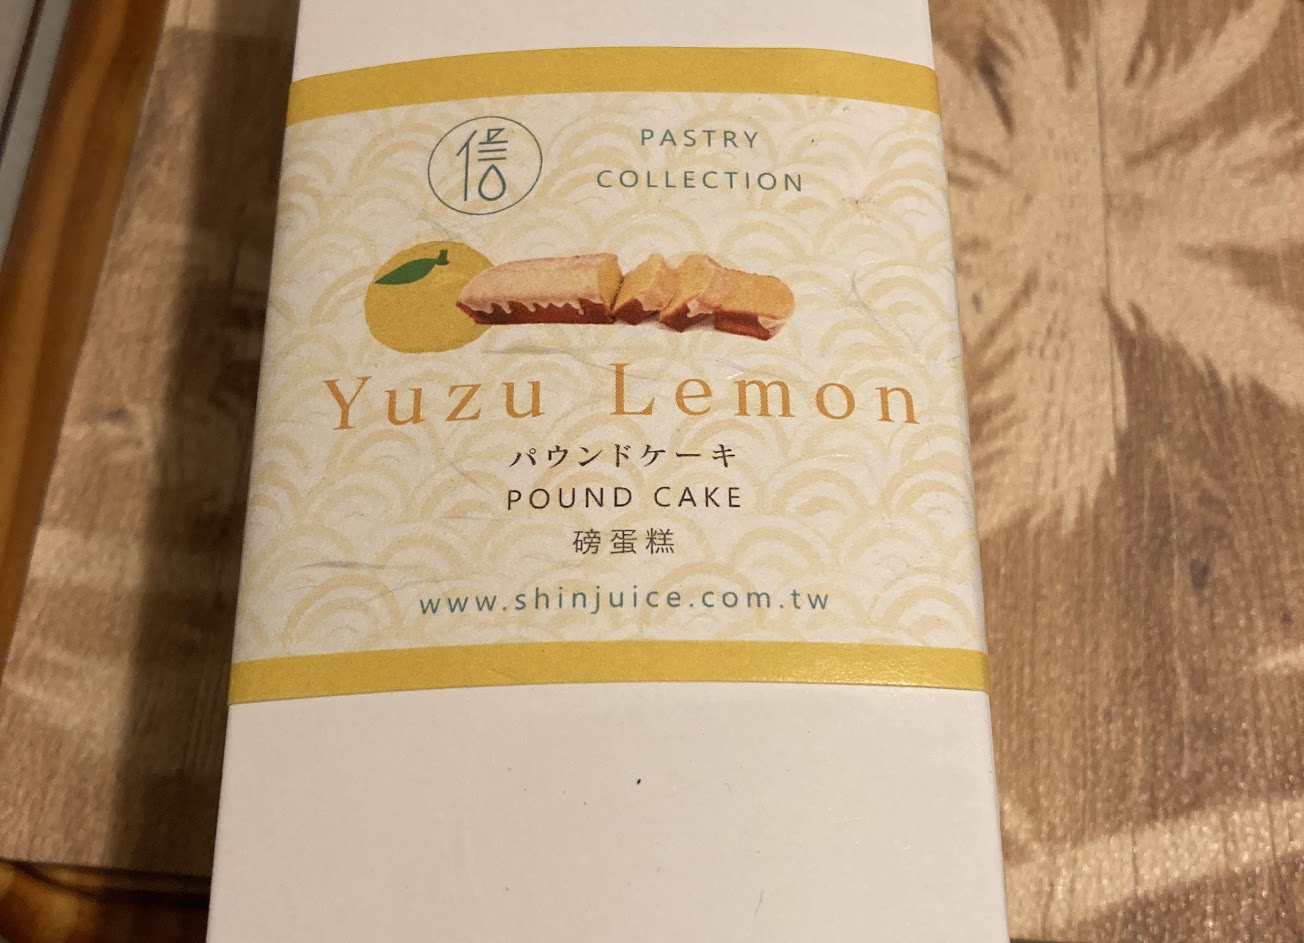 信
PASTRY
COLLECTION
Yuzu Lemon
パウンドケーキ
POUND CAKE
磅蛋糕
www.shinjuice.com.tw